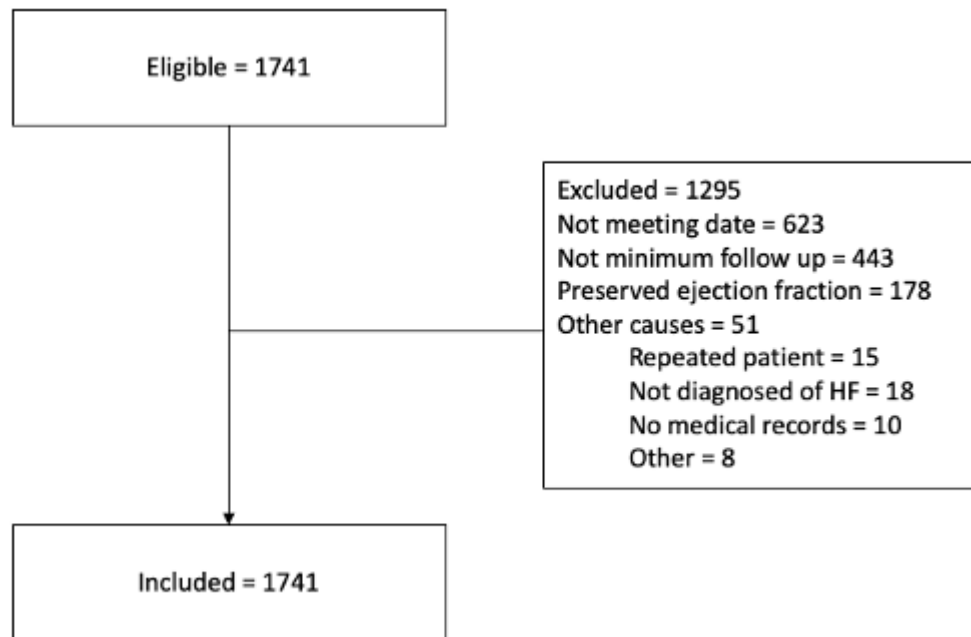 Eligible = 1741
Excluded = 1295
Not meeting date = 623
Not minimum follow up = 443
Preserved ejection fraction = 178
Other causes = 51
Repeated patient = 15
Not diagnosed of HF = 18
No medical records = 10
Other = 8
Included = 1741